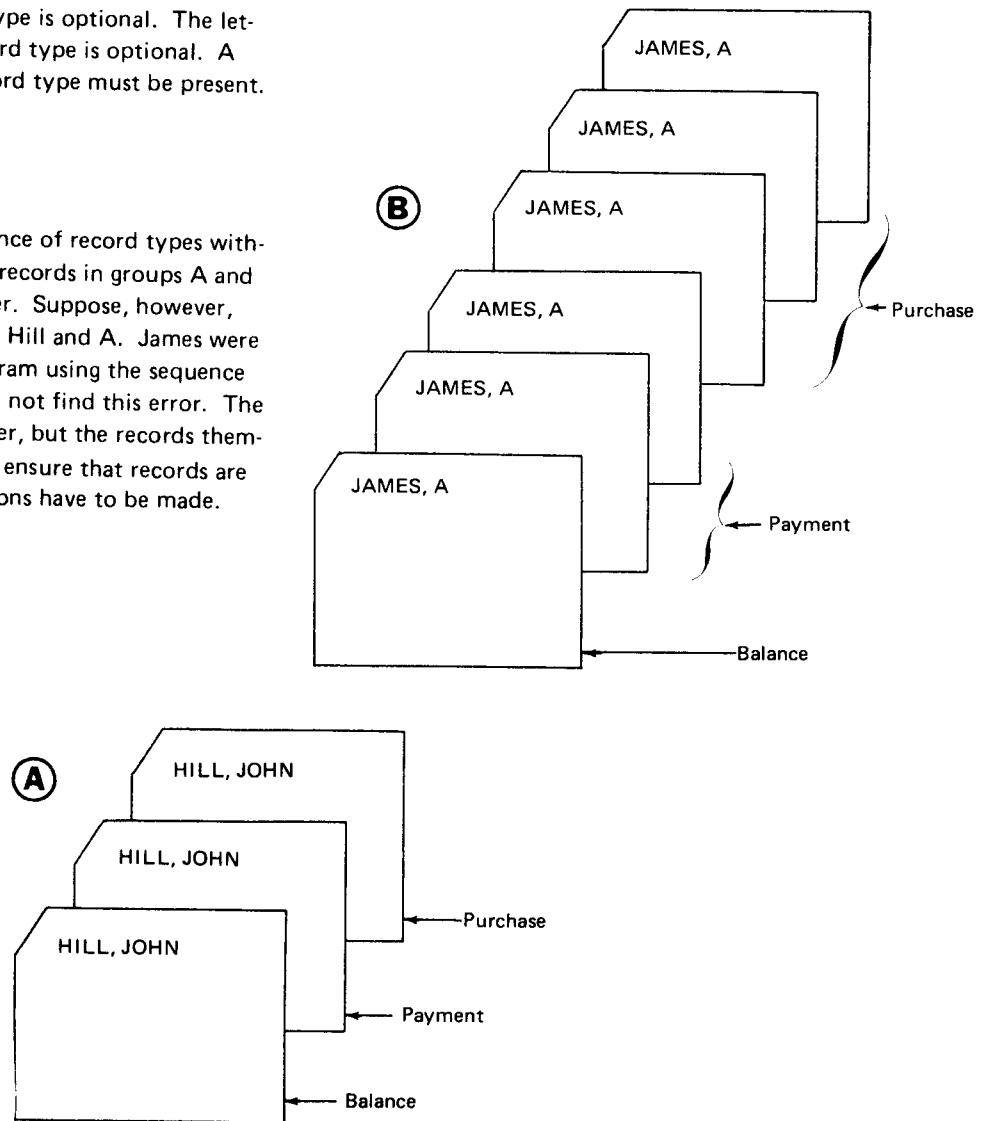 ype is optional. The let-
rd type is optional. A
ord type must be present.
nce of record types with-
records in groups A and
er. Suppose, however,
Hill and A. James were
ram using the sequence
not find this error. The
er, but the records them-
ensure that records are
ons have to be made.
B
JAMES, A
JAMES, A
JAMES, A
JAMES, A
JAMES, A
JAMES, A
Purchase
Payment
Balance
A
HILL, JOHN
HILL, JOHN
HILL, JOHN
Purchase
Payment
Balance